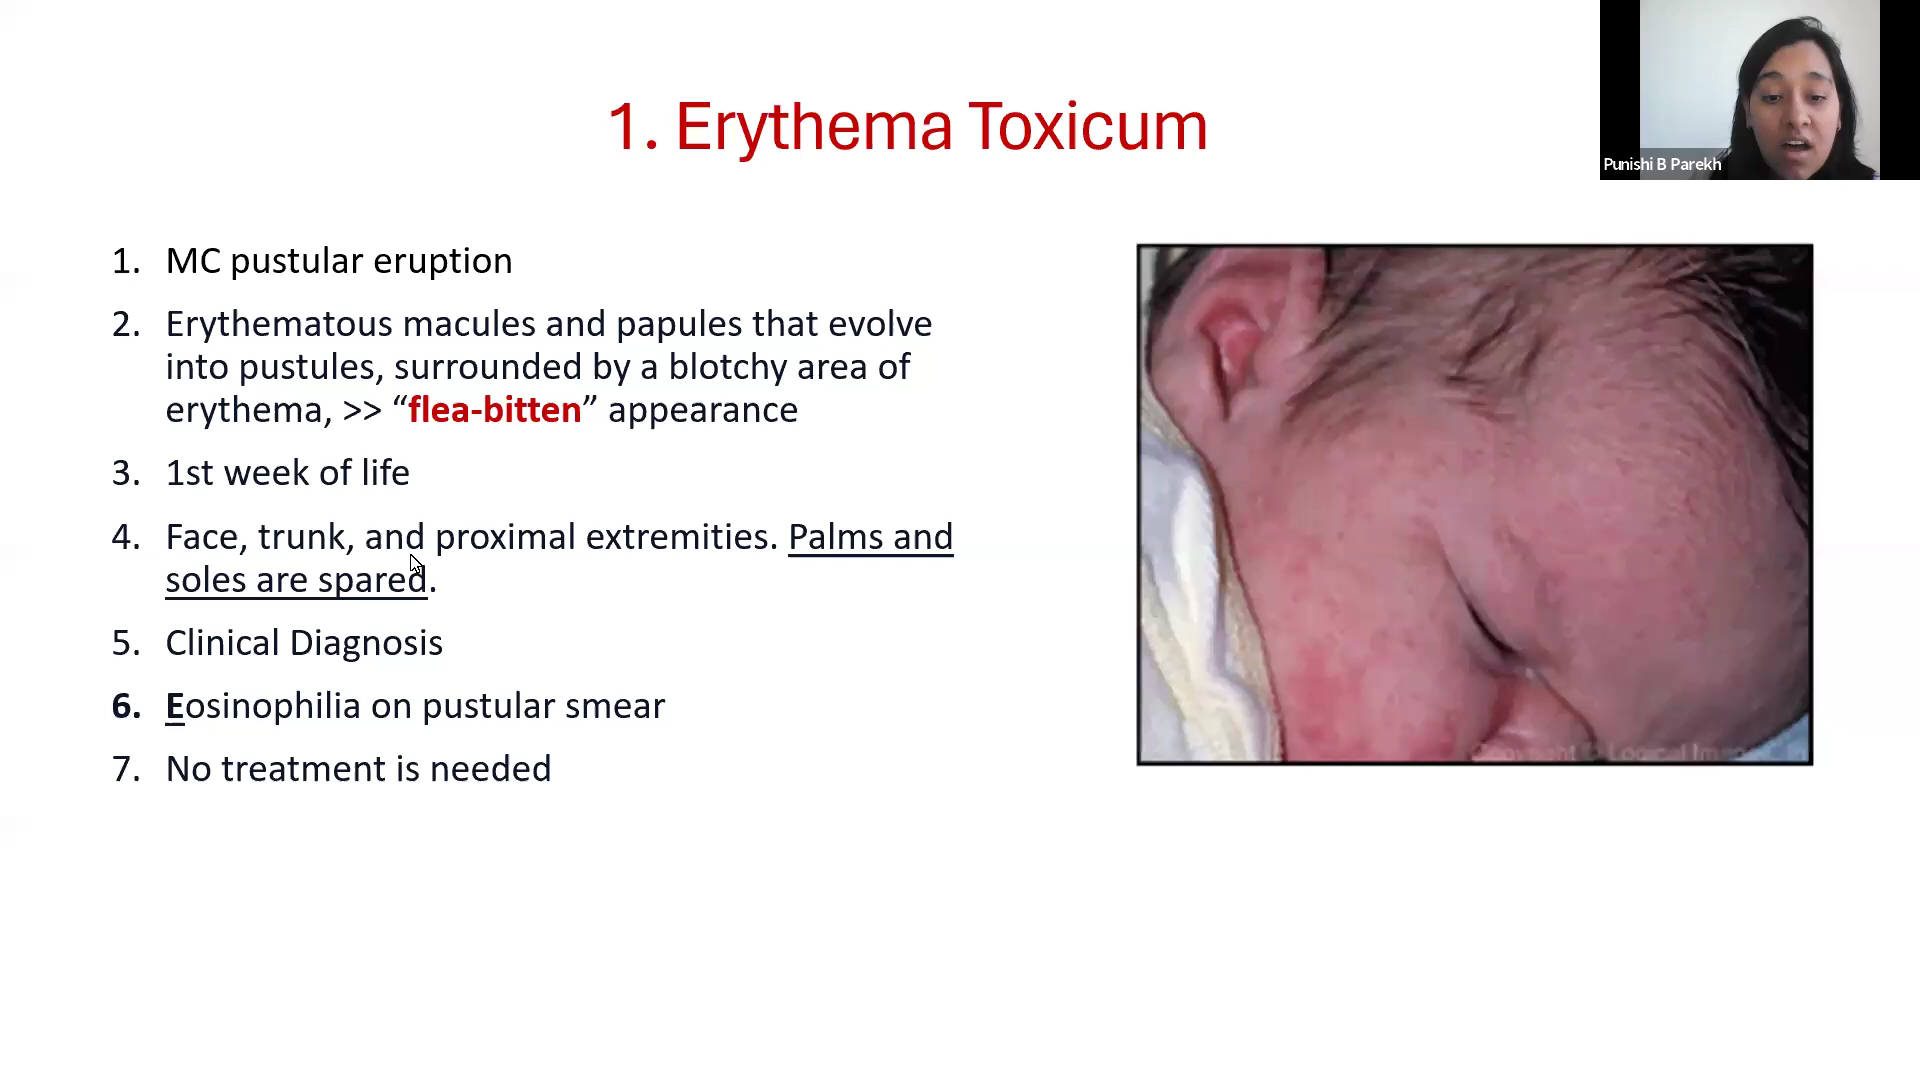 1. Erythema Toxicum
Punishi B Parekh
1. MC pustular eruption
2. Erythematous macules and papules that evolve
into pustules, surrounded by a blotchy area of
erythema, >> “flea-bitten” appearance
3. 1st week of life
4. Face, trunk, and proximal extremities. Palms and
soles are spared.
5. Clinical Diagnosis
6. Eosinophilia on pustular smear
7. No treatment is needed
Copyright © Logical